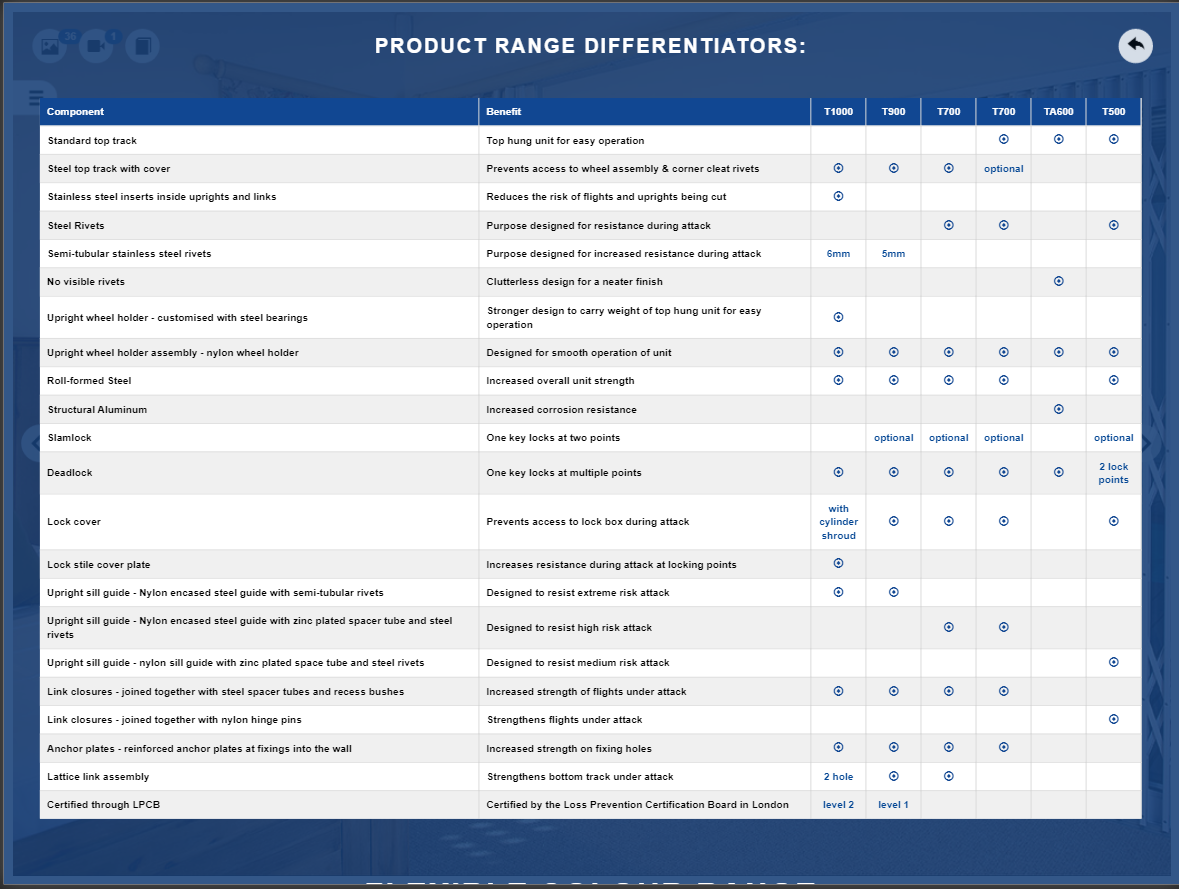 36
1
PRODUCT RANGE DIFFERENTIATORS:
Component Benefit T1000 T900 T700 T700 TA600 T500
Standard top track Top hung unit for easy operation
Steel top track with cover Prevents access to wheel assembly & corner cleat rivets optional
Stainless steel inserts inside uprights and links Reduces the risk of flights and uprights being cut
Steel Rivets Purpose designed for resistance during attack
Semi-tubular stainless steel rivets Purpose designed for increased resistance during attack 6mm 5mm
No visible rivets Clutterless design for a neater finish
Upright wheel holder - customised with steel bearings Stronger design to carry weight of top hung unit for easy
operation
Upright wheel holder assembly - nylon wheel holder Designed for smooth operation of unit
Roll-formed Steel Increased overall unit strength
Structural Aluminum Increased corrosion resistance
Slamlock One key locks at two points optional optional optional optional
Deadlock One key locks at multiple points 2 lock
points
Lock cover Prevents access to lock box during attack with
cylinder
shroud
Lock stile cover plate Increases resistance during attack at locking points
Upright sill guide - Nylon encased steel guide with semi-tubular rivets Designed to resist extreme risk attack
Upright sill guide - Nylon encased steel guide with zinc plated spacer tube and steel
rivets Designed to resist high risk attack
Upright sill guide - nylon sill guide with zinc plated space tube and steel rivets Designed to resist medium risk attack
Link closures - joined together with steel spacer tubes and recess bushes Increased strength of flights under attack
Link closures - joined together with nylon hinge pins Strengthens flights under attack
Anchor plates - reinforced anchor plates at fixings into the wall Increased strength on fixing holes
Lattice link assembly Strengthens bottom track under attack 2 hole
Certified through LPCB Certified by the Loss Prevention Certification Board in London level 2 level 1